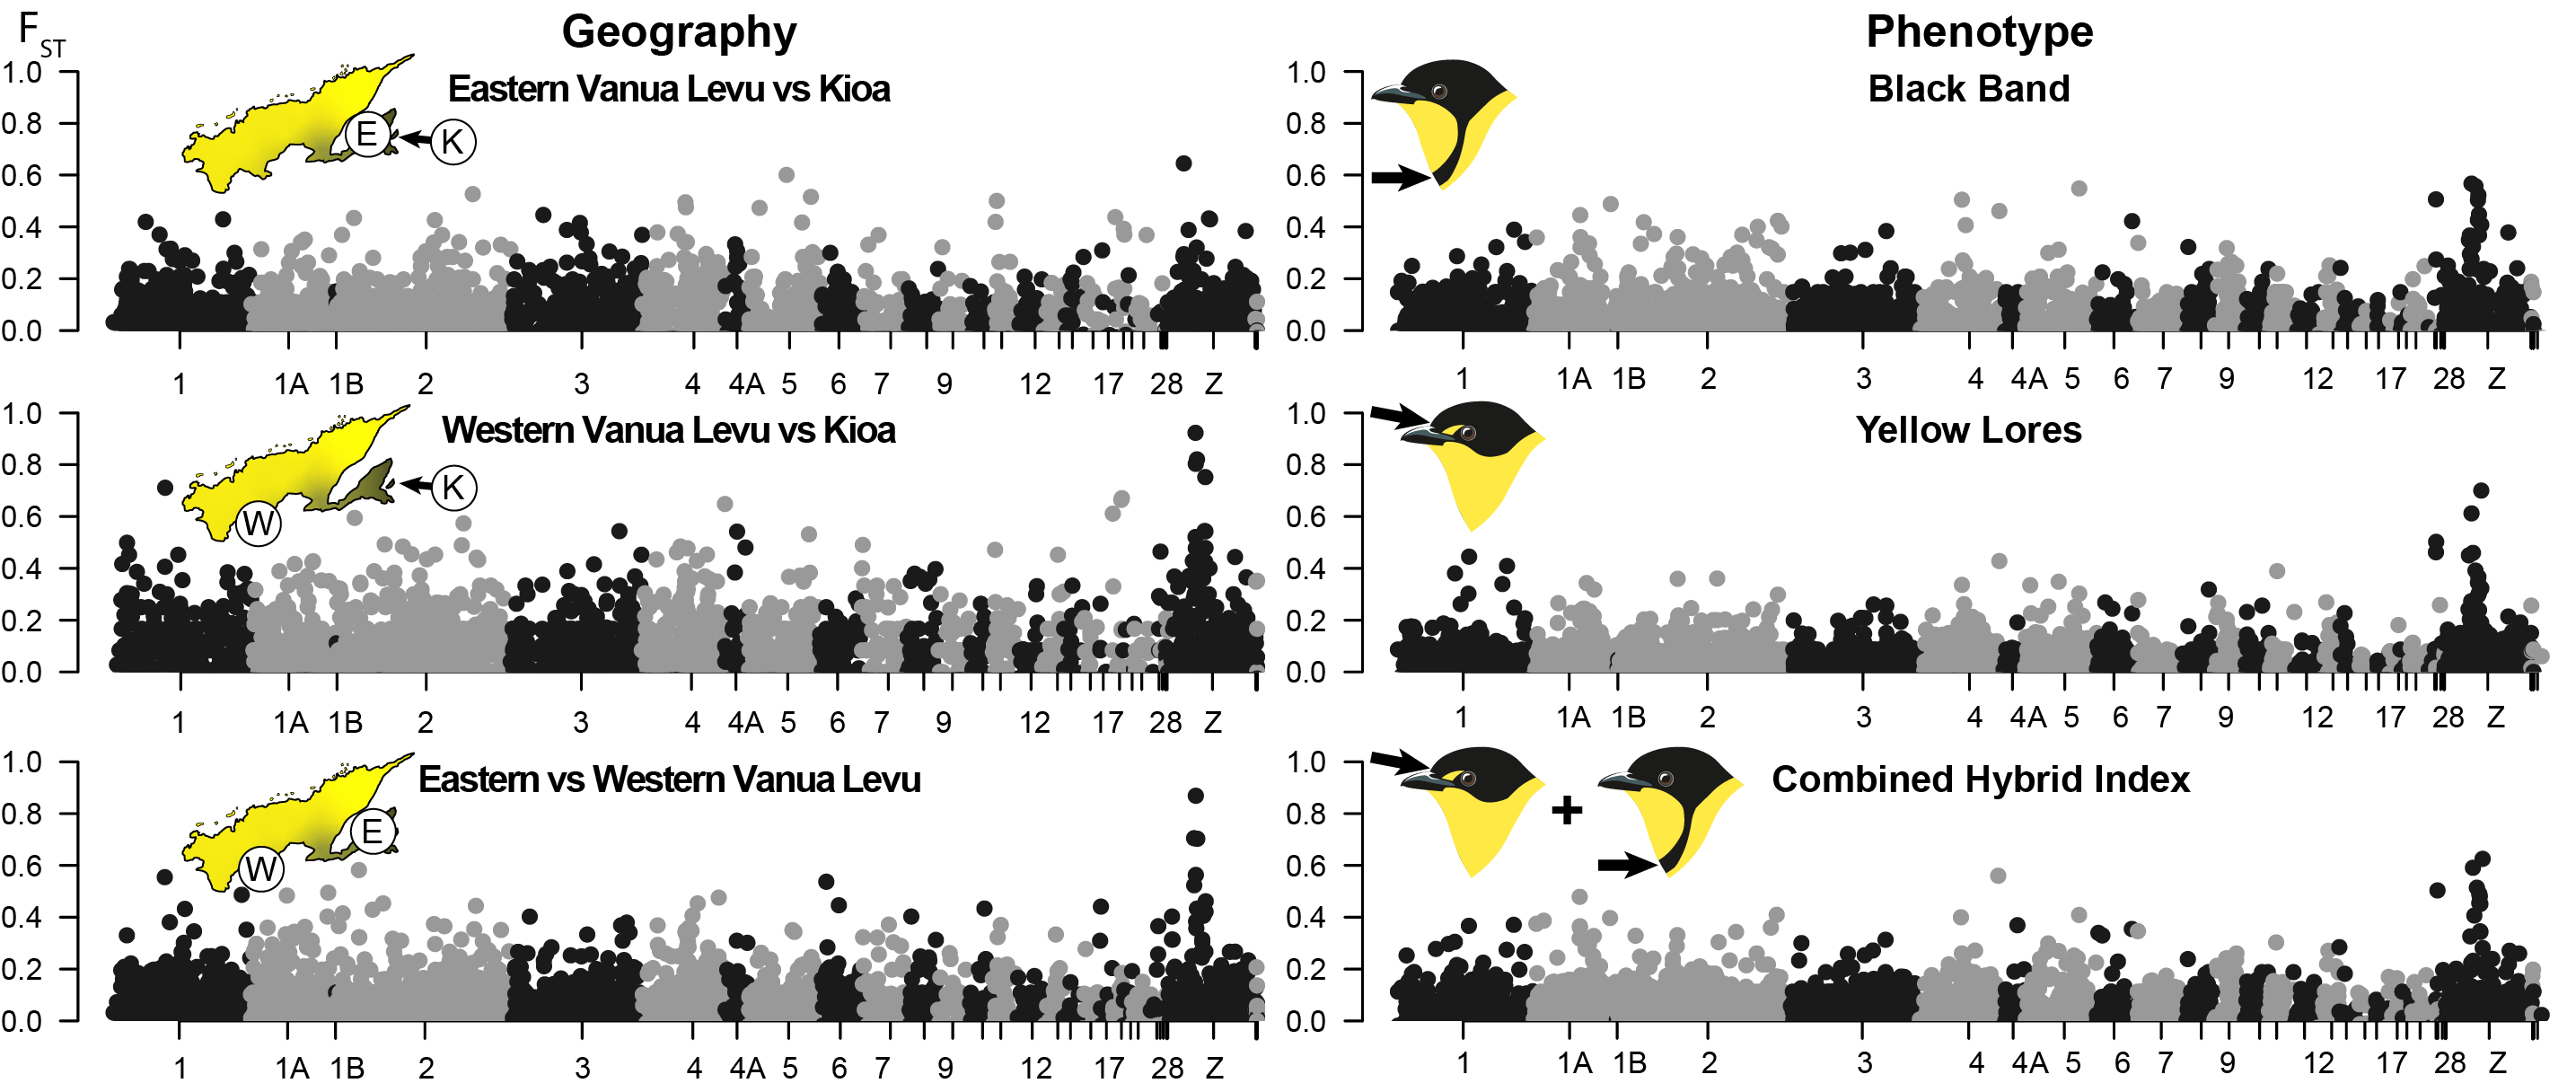 F ST
Geography
Eastern Vanua Levu vs Kioa
1.0
0.8
0.6
0.4
0.2
0.0
E
K
1 1A 1B 2 3 4 4A 5 6 7 9 12 17 28 Z
Western Vanua Levu vs Kioa
1.0
0.8
0.6
0.4
0.2
0.0
W
K
1 1A 1B 2 3 4 4A 5 6 7 9 12 17 28 Z
Eastern vs Western Vanua Levu
1.0
0.8
0.6
0.4
0.2
0.0
W
E
1 1A 1B 2 3 4 4A 5 6 7 9 12 17 28 Z
Phenotype
Black Band
1.0
0.8
0.6
0.4
0.2
0.0
1 1A 1B 2 3 4 4A 5 6 7 9 12 17 28 Z
Yellow Lores
1.0
0.8
0.6
0.4
0.2
0.0
1 1A 1B 2 3 4 4A 5 6 7 9 12 17 28 Z
Combined Hybrid Index
1.0
0.8
0.6
0.4
0.2
0.0
+
1 1A 1B 2 3 4 4A 5 6 7 9 12 17 28 Z